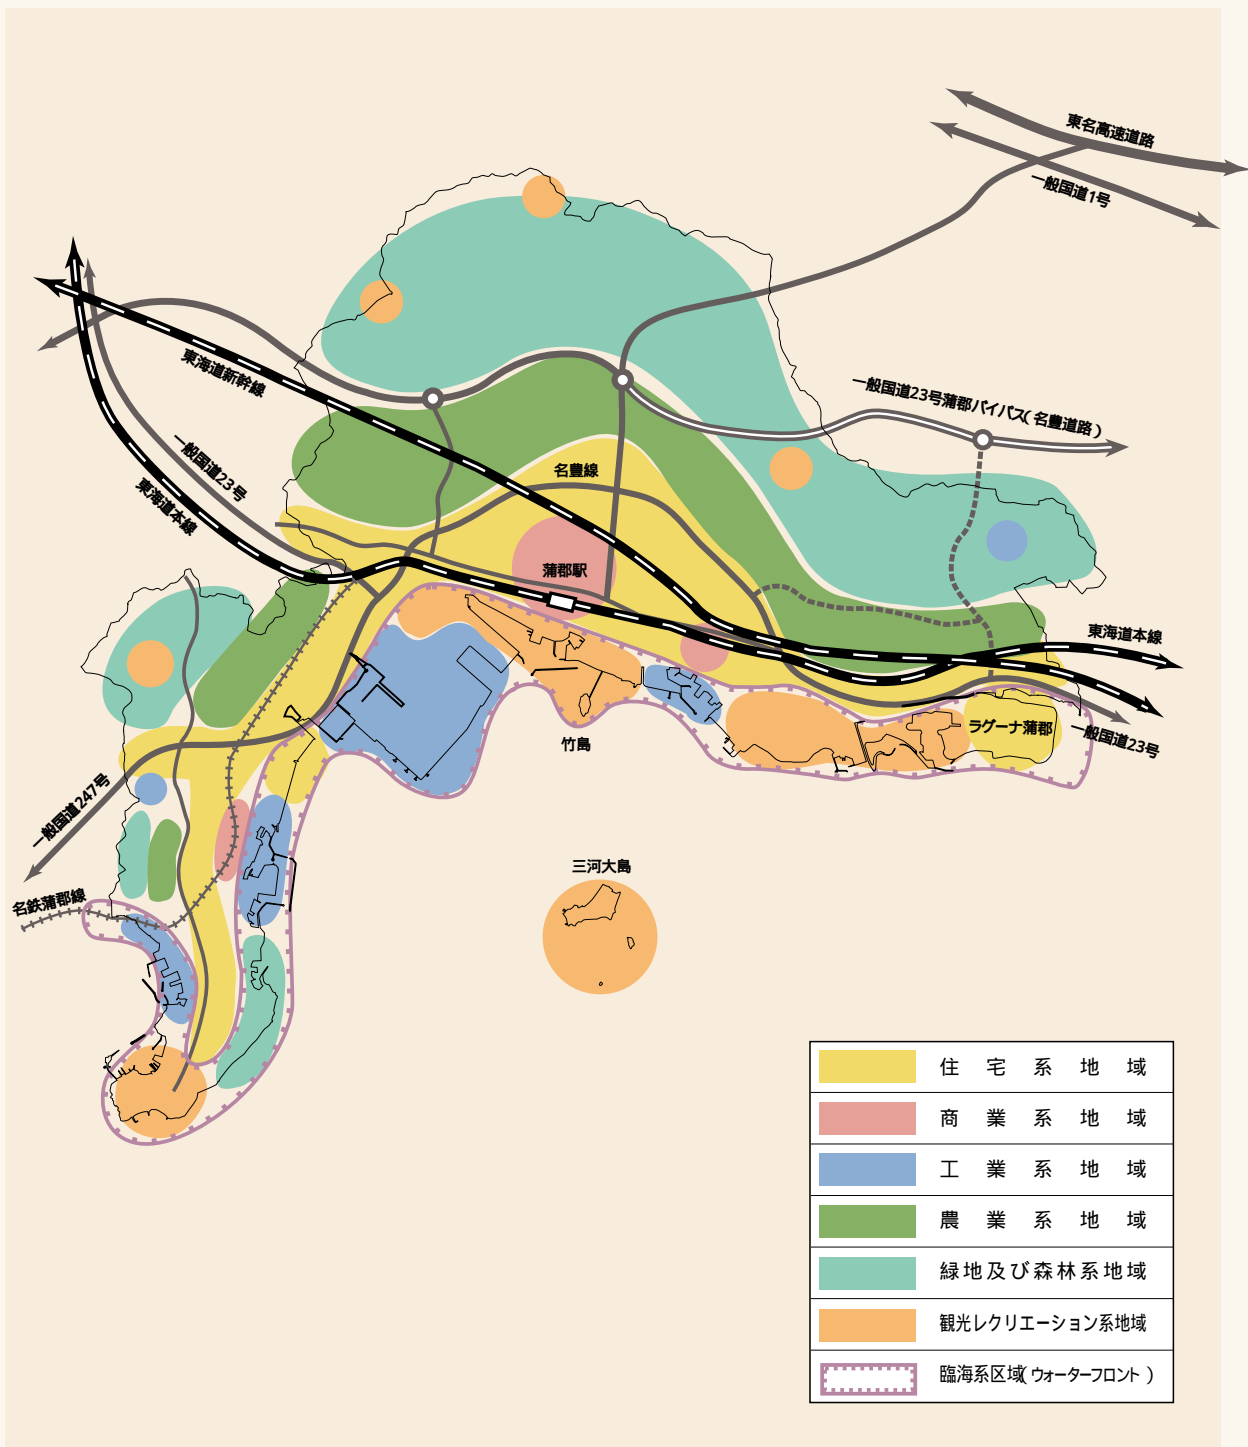 東名高速道路
一般国道1号
東海道新幹線
一般国道23号蒲郡バイパス(名豊道路)
一般国道23号
東海道本線
名豊線
蒲郡駅
東海道本線
ラグーナ蒲郡
一般国道23号
竹島
一般国道247号
三河大島
名鉄蒲郡線
住宅系地域
商業系地域
工業系地域
農業系地域
緑地及び森林系地域
観光レクリエーション系地域
臨海系区域(ウォーターフロント)